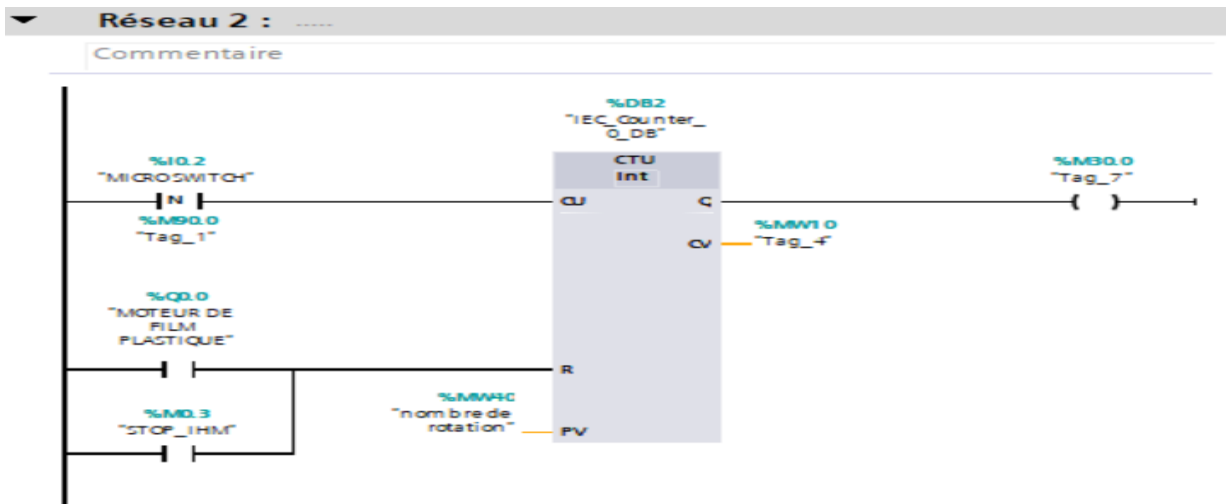 Réseau 2 : .....
Commentaire
%DB2
"IEC_Counter_
0_DB"
CTU
Int
%I0.2
"MICROSWITCH"
N
%M90.0
"Tag_1"
CU
Q
%M30.0
"Tag_7"
CV
%MW10
"Tag_4"
%Q0.0
"MOTEUR DE
FILM
PLASTIQUE"
R
%M0.3
"STOP_IHM"
%MW40
"nombre de
rotation"
PV